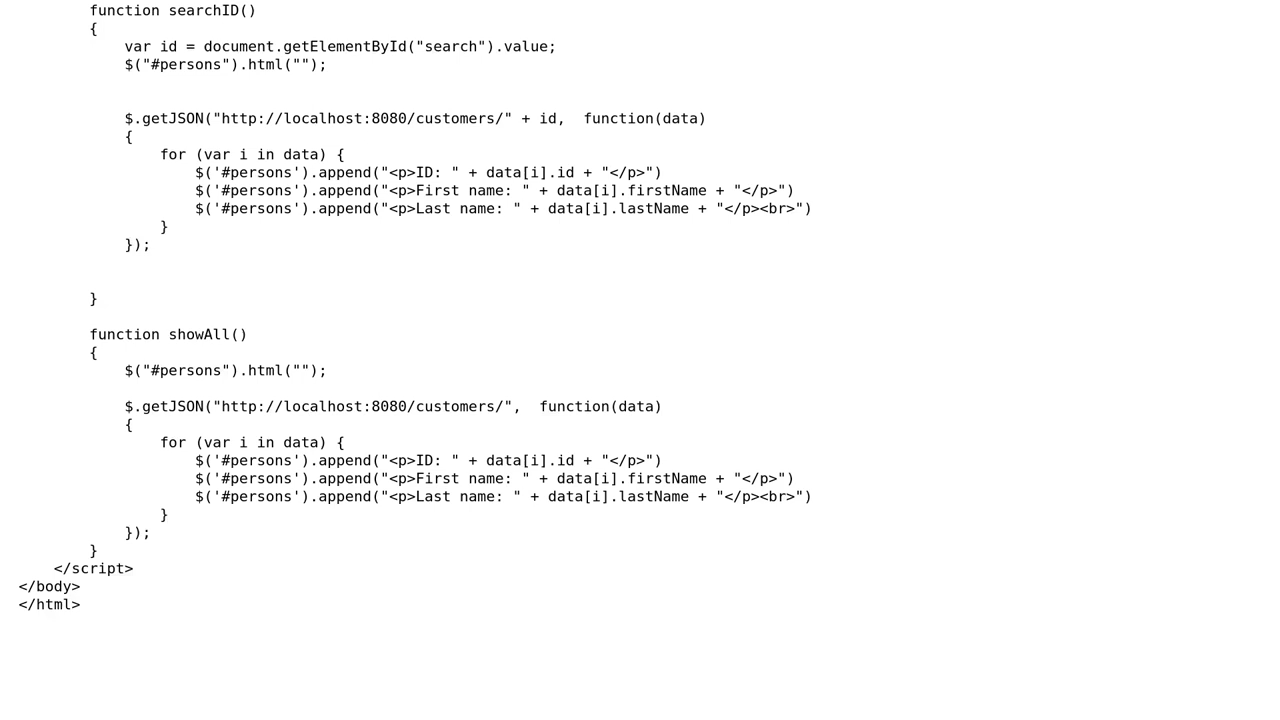 function searchID()
{
var id = document.getElementById("search").value;
$("#persons").html("");
$.getJSON("http://localhost:8080/customers/" + id,  function(data)
{
for (var i in data) {
$('#persons').append("<p>ID: " + data[i].id + "</p>")
$('#persons').append("<p>First name: " + data[i].firstName + "</p>")
$('#persons').append("<p>Last name: " + data[i].lastName + "</p><br>")
}
});
}
function showAll()
{
$("#persons").html("");
$.getJSON("http://localhost:8080/customers/",  function(data)
{
for (var i in data) {
$('#persons').append("<p>ID: " + data[i].id + "</p>")
$('#persons').append("<p>First name: " + data[i].firstName + "</p>")
$('#persons').append("<p>Last name: " + data[i].lastName + "</p><br>")
}
});
}
</script>
</body>
</html>